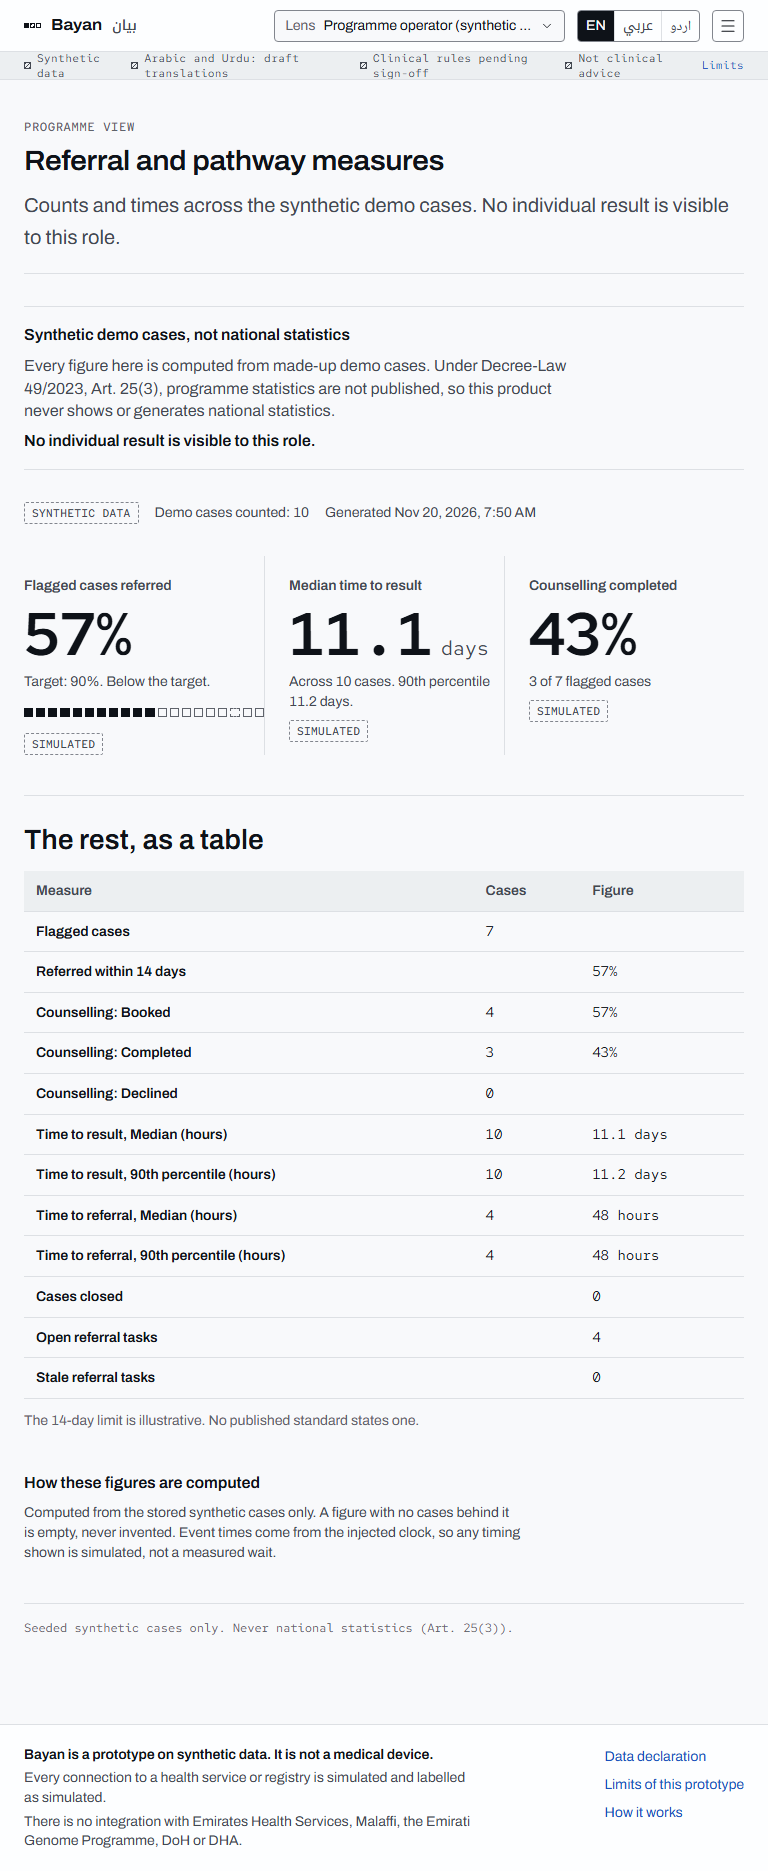 Bayan بيان
Lens Programme operator (synthetic ...
EN عربي اردو
Synthetic data
Arabic and Urdu: draft translations
Clinical rules pending sign-off
Not clinical advice
Limits
PROGRAMME VIEW
Referral and pathway measures
Counts and times across the synthetic demo cases. No individual result is visible
to this role.
Synthetic demo cases, not national statistics
Every figure here is computed from made-up demo cases. Under Decree-Law
49/2023, Art. 25(3), programme statistics are not published, so this product
never shows or generates national statistics.
No individual result is visible to this role.
SYNTHETIC DATA Demo cases counted: 10 Generated Nov 20, 2026, 7:50 AM
Flagged cases referred
57%
Target: 90%. Below the target.
SIMULATED
Median time to result
11.1 days
Across 10 cases. 90th percentile
11.2 days.
SIMULATED
Counselling completed
43%
3 of 7 flagged cases
SIMULATED
The rest, as a table
Measure Cases Figure
Flagged cases 7
Referred within 14 days 57%
Counselling: Booked 4 57%
Counselling: Completed 3 43%
Counselling: Declined 0
Time to result, Median (hours) 10 11.1 days
Time to result, 90th percentile (hours) 10 11.2 days
Time to referral, Median (hours) 4 48 hours
Time to referral, 90th percentile (hours) 4 48 hours
Cases closed 0
Open referral tasks 4
Stale referral tasks 0
The 14-day limit is illustrative. No published standard states one.
How these figures are computed
Computed from the stored synthetic cases only. A figure with no cases behind it
is empty, never invented. Event times come from the injected clock, so any timing
shown is simulated, not a measured wait.
Seeded synthetic cases only. Never national statistics (Art. 25(3)).
Bayan is a prototype on synthetic data. It is not a medical device.
Every connection to a health service or registry is simulated and labelled
as simulated.
There is no integration with Emirates Health Services, Malaffi, the Emirati
Genome Programme, DoH or DHA.
Data declaration
Limits of this prototype
How it works